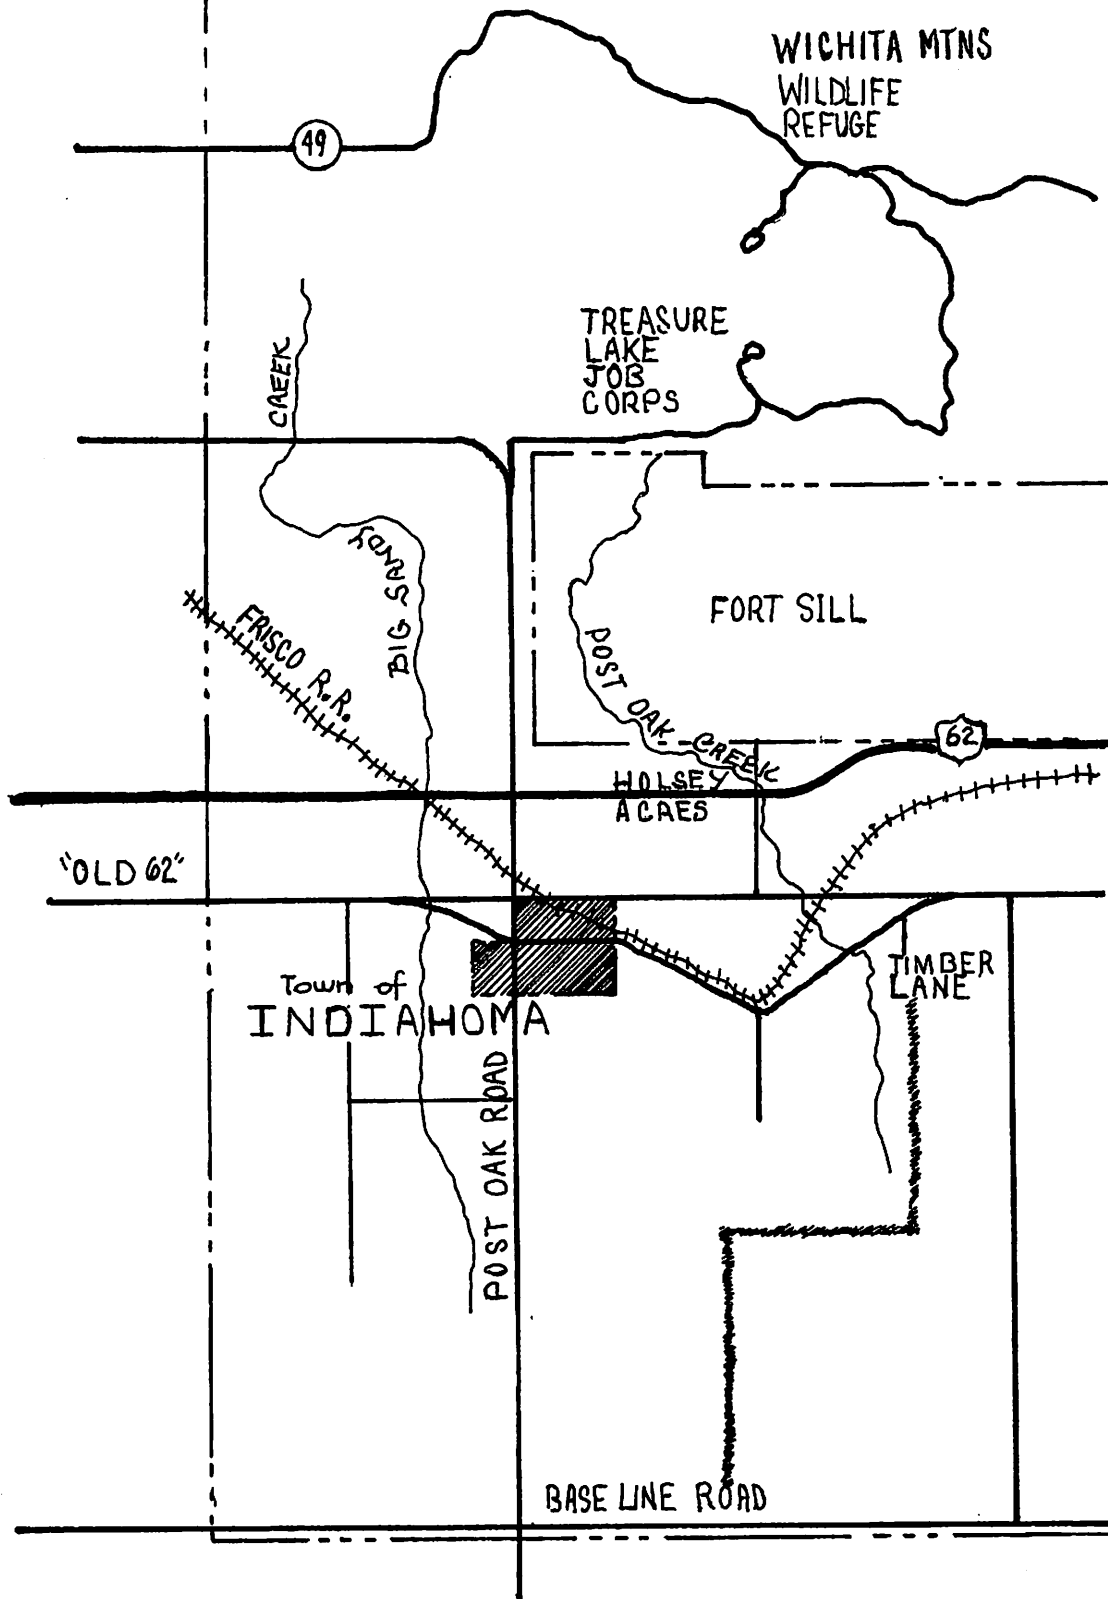 WICHITA MTNS
WILDLIFE
REFUGE
49
TREASURE
LAKE
JOB
CORPS
CREEK
BIG SANDY
FORT SILL
FRISCO R.R.
POST OAK CREEK
62
HOLSEY
ACRES
"OLD 62"
TIMBER
LANE
Town of
INDIAHOMA
POST OAK ROAD
BASE LINE ROAD